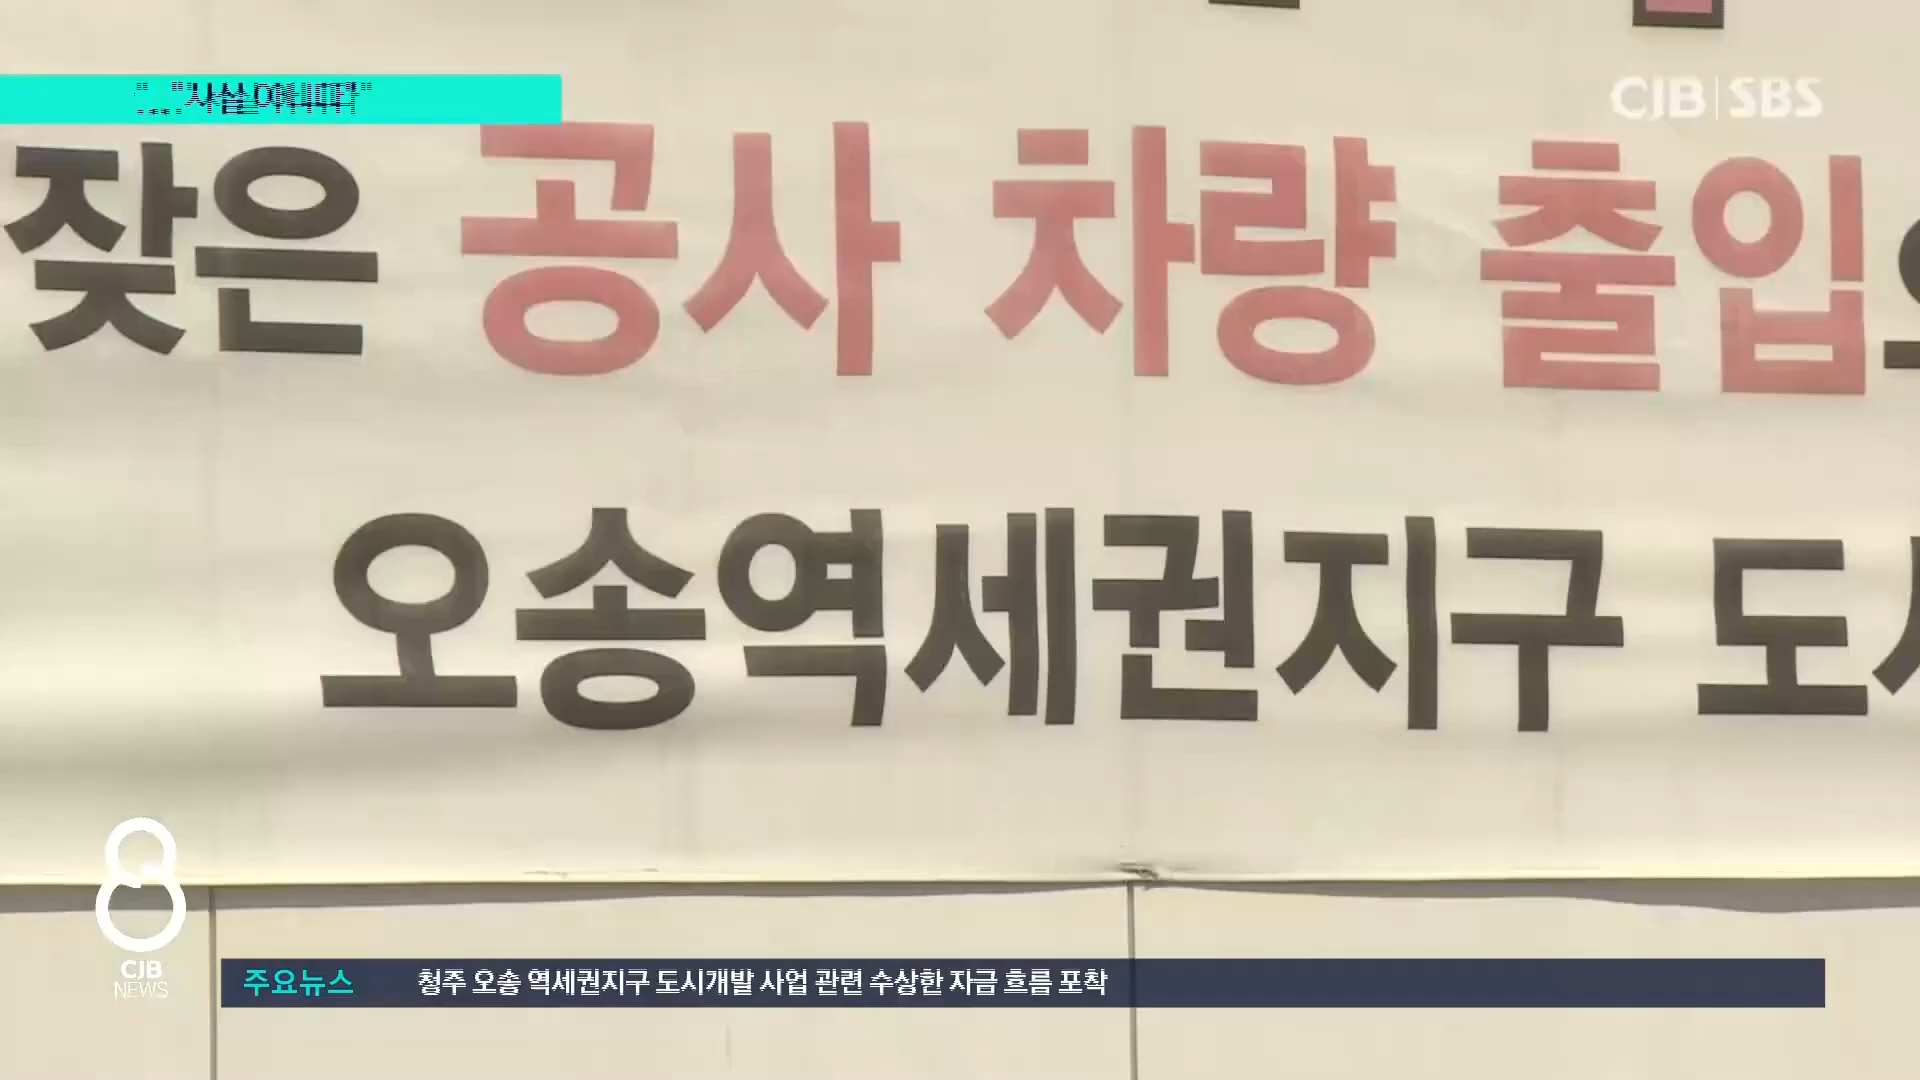 "사실 아니다"
CJB | SBS
잦은 공사 차량 출입
오송역세권지구 도
8
CJB
NEWS
주요뉴스 청주 오송 역세권지구 도시개발 사업 관련 수상한 자금 흐름 포착